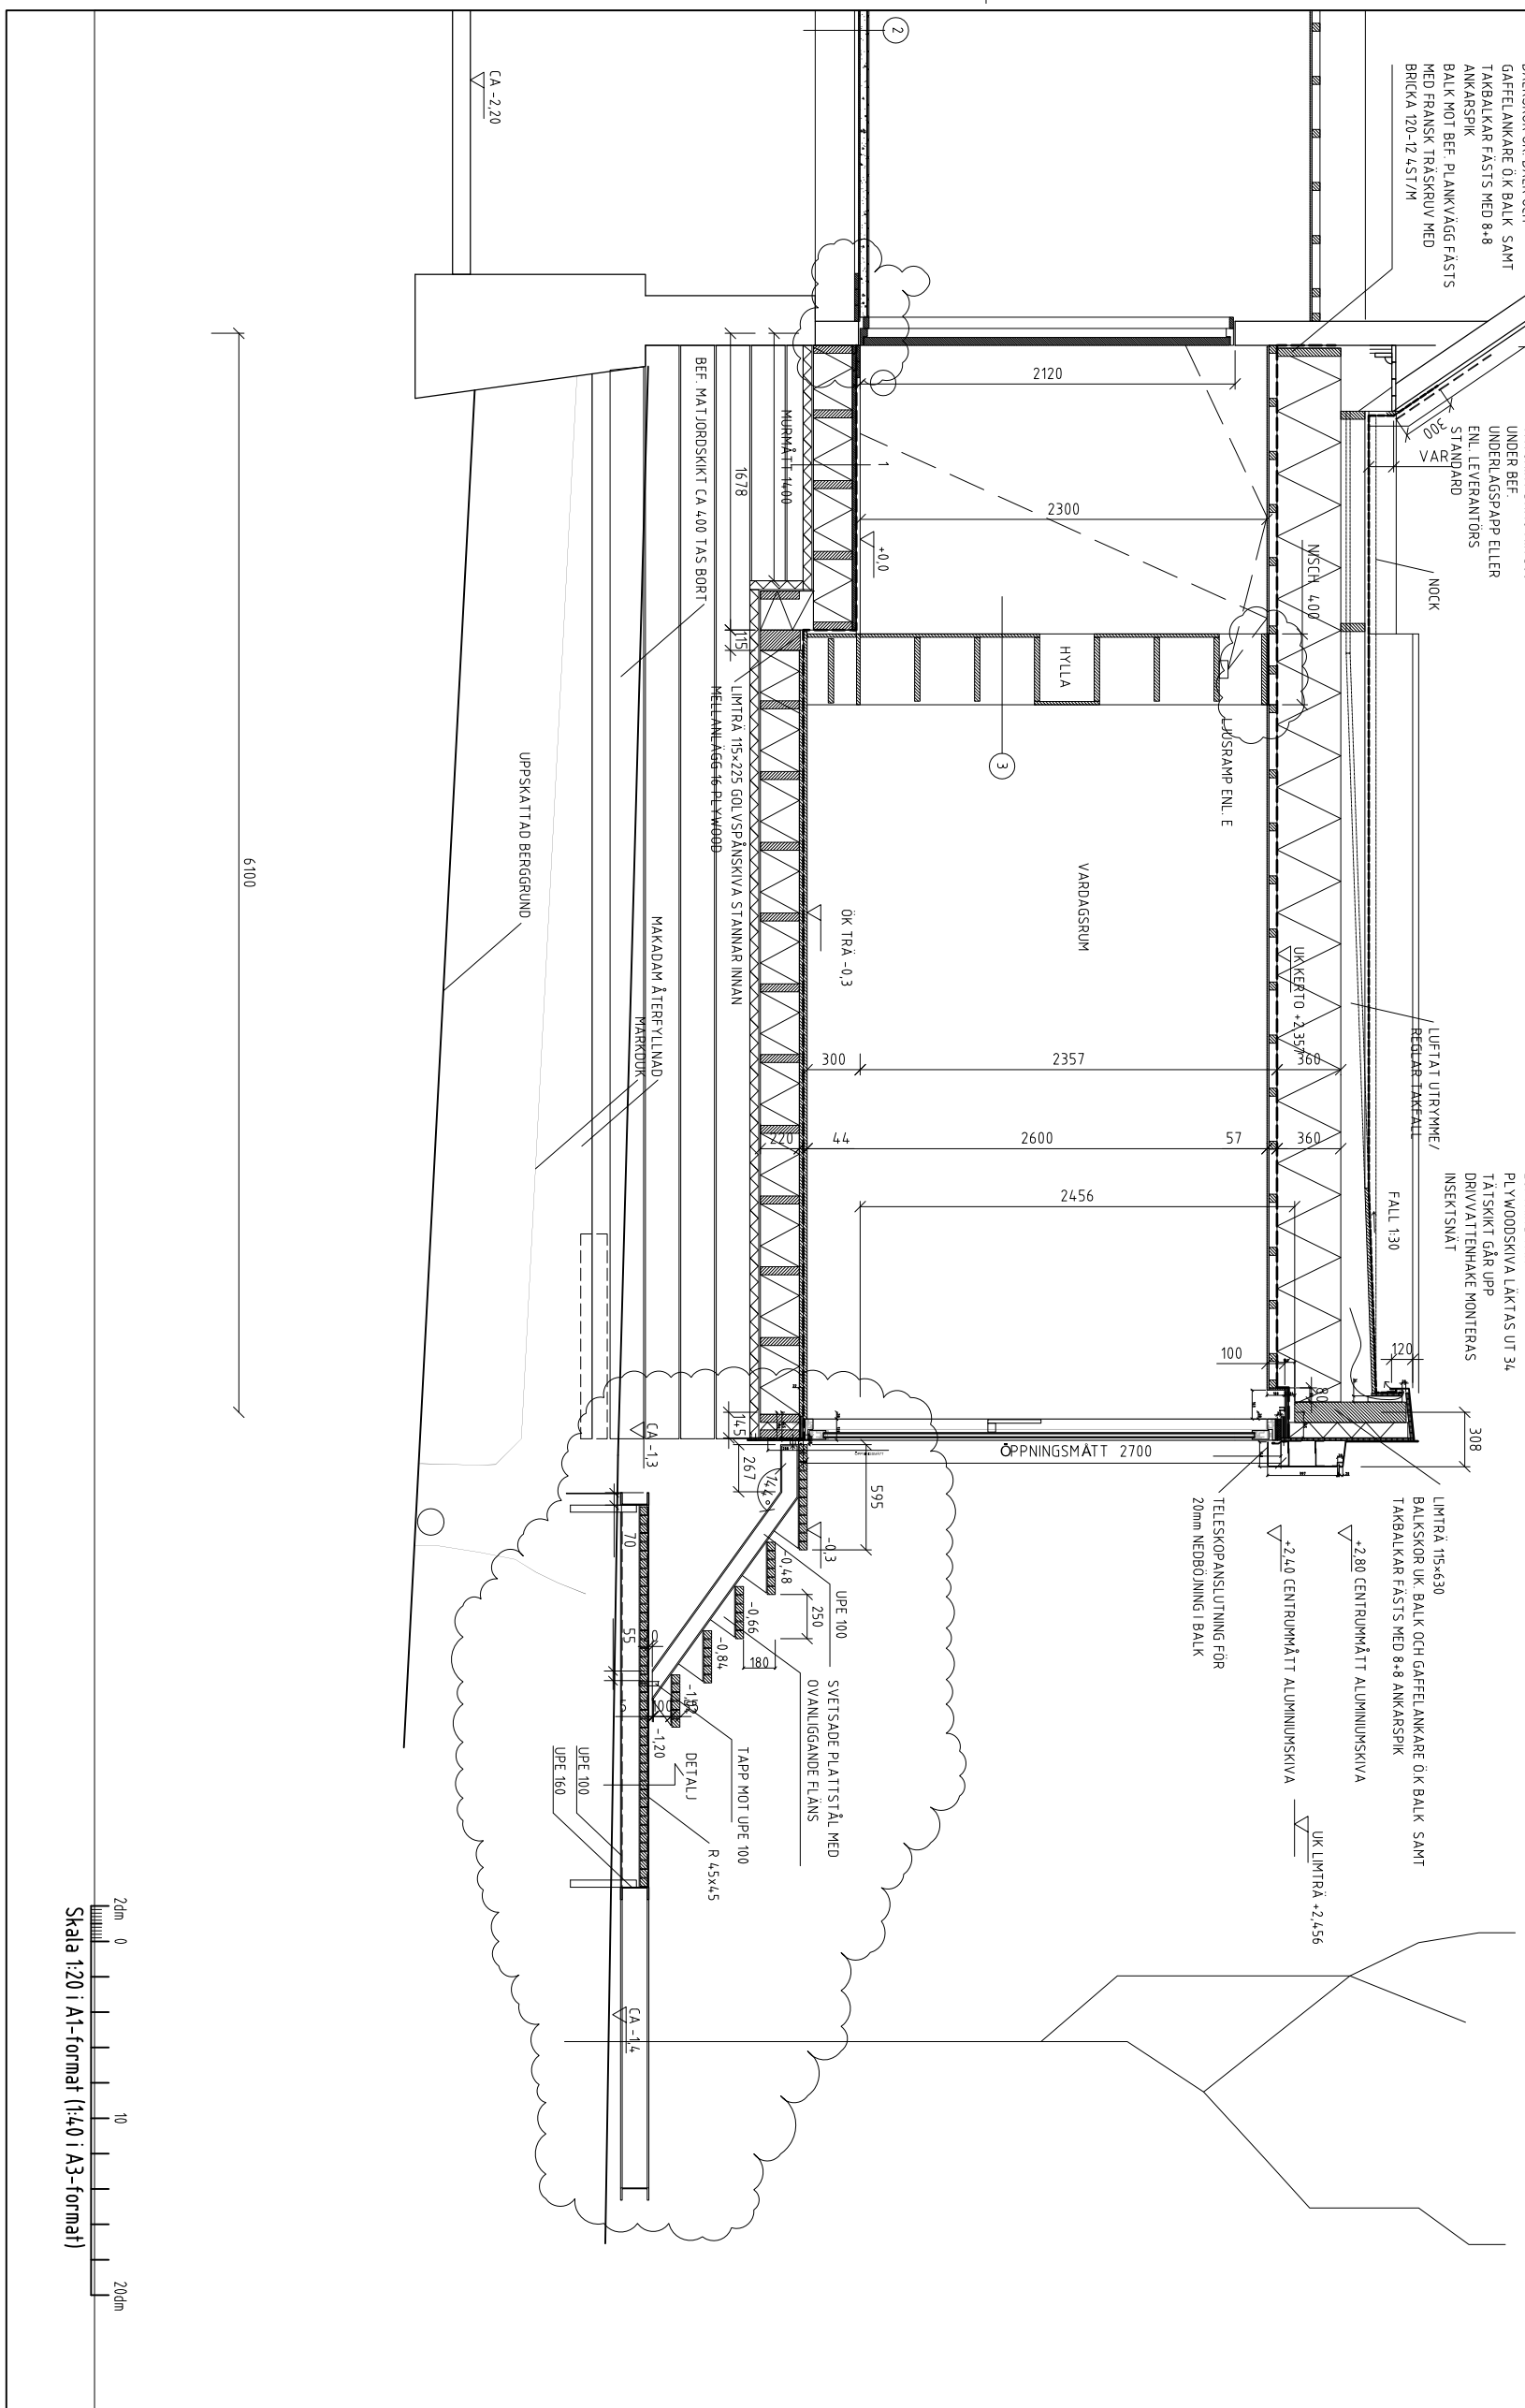 GAFFELANKARE Ö.K BALK  SAMT
TAKBALKAR FÄSTS MED 8+8
ANKARSPIK
BALK MOT BEF. PLANKVÄGG FÄSTS
MED FRANSK TRÄSKRUV MED
BRICKA 120-12 4ST/M
UNDER BEF.
UNDERLAGSPAPP ELLER
ENL. LEVERANTÖRS
STANDARD
300
VAR
NOCK
LUFTAT UTRYMME/
REGLAR TAKFALL
PLYWOODSKIVA LÄKTAS UT 34
TÄTSKIKT GÅR UPP
DRIVVATTENHAKE MONTERAS
INSEKTSNÄT
FALL 1:30
120
80
308
LIMTRÄ 115x630
BALKSKOR UK. BALK OCH GAFFELANKARE Ö.K BALK  SAMT
TAKBALKAR FÄSTS MED 8+8 ANKARSPIK
+2,80 CENTRUMMÅTT ALUMINIUMSKIVA
+2,40 CENTRUMMÅTT ALUMINIUMSKIVA
UK LIMTRÄ +2,456
TELESKOPANSLUTNING FÖR
20mm NEDBÖJNING I BALK
2
2120
2300
NISCH 400
HYLLA
LJUSRAMP ENL. E
3
VARDAGSRUM
UK KERTO +2,357
300
2357
360
220
44
2600
57
360
2456
100
ÖPPNINGSMÅTT 2700
+0,0
1
MURMÅTT 1400
1678
115
LIMTRÄ 115x225 GOLVSPÅNSKIVA STANNAR INNAN
MELLANLÄGG 16 PLYWOOD
ÖK TRÄ -0,3
BEF. MATJORDSKIKT CA 400 TAS BORT
MAKADAM ÅTERFYLLNAD
MARKDUK
UPPSKATTAD BERGGRUND
CA -2,20
6100
CA -1,3
145
267
144°
595
-0,3
-0,48
-0,66
-0,84
-1,20
250
180
70
55
UPE 100
SVETSADE PLATTSTÅL MED
OVANLIGGANDE FLÄNS
TAPP MOT UPE 100
R 45x45
DETALJ
UPE 100
UPE 160
CA -1,4
2dm
0
10
20dm
Skala 1:20 i A1-format (1:40 i A3-format)